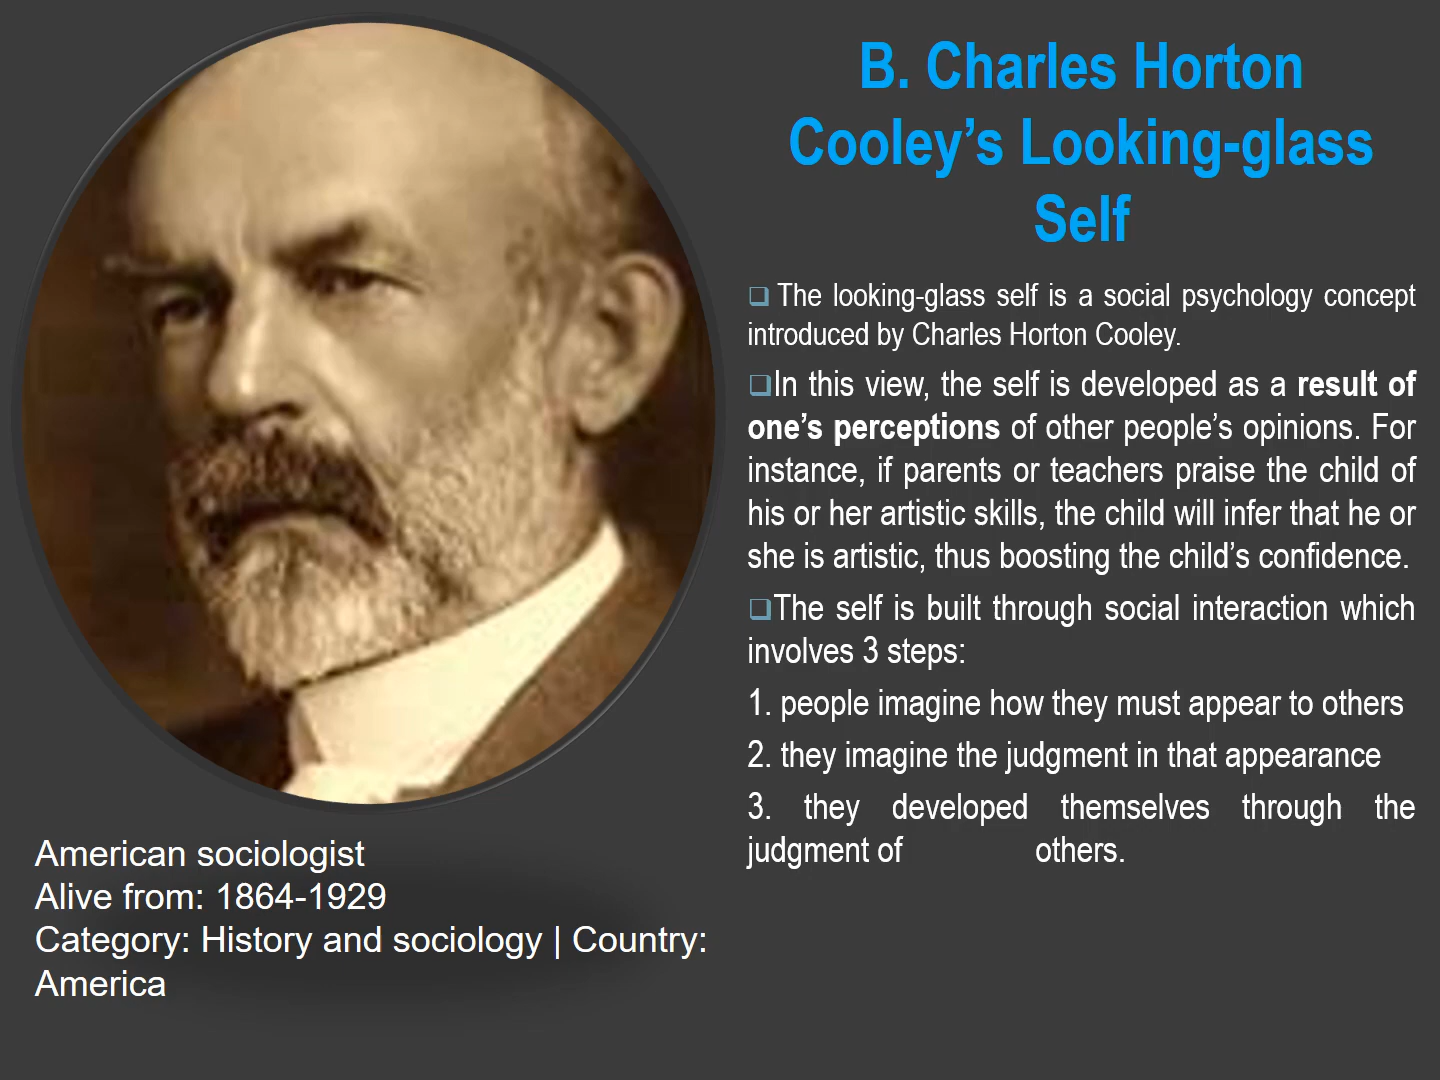 B. Charles Horton
Cooley’s Looking-glass
Self
❑ The looking-glass self is a social psychology concept
introduced by Charles Horton Cooley.
❑In this view, the self is developed as a result of
one’s perceptions of other people’s opinions. For
instance, if parents or teachers praise the child of
his or her artistic skills, the child will infer that he or
she is artistic, thus boosting the child’s confidence.
❑The self is built through social interaction which
involves 3 steps:
1. people imagine how they must appear to others
2. they imagine the judgment in that appearance
3. they developed themselves through the
judgment of others.
American sociologist
Alive from: 1864-1929
Category: History and sociology | Country:
America